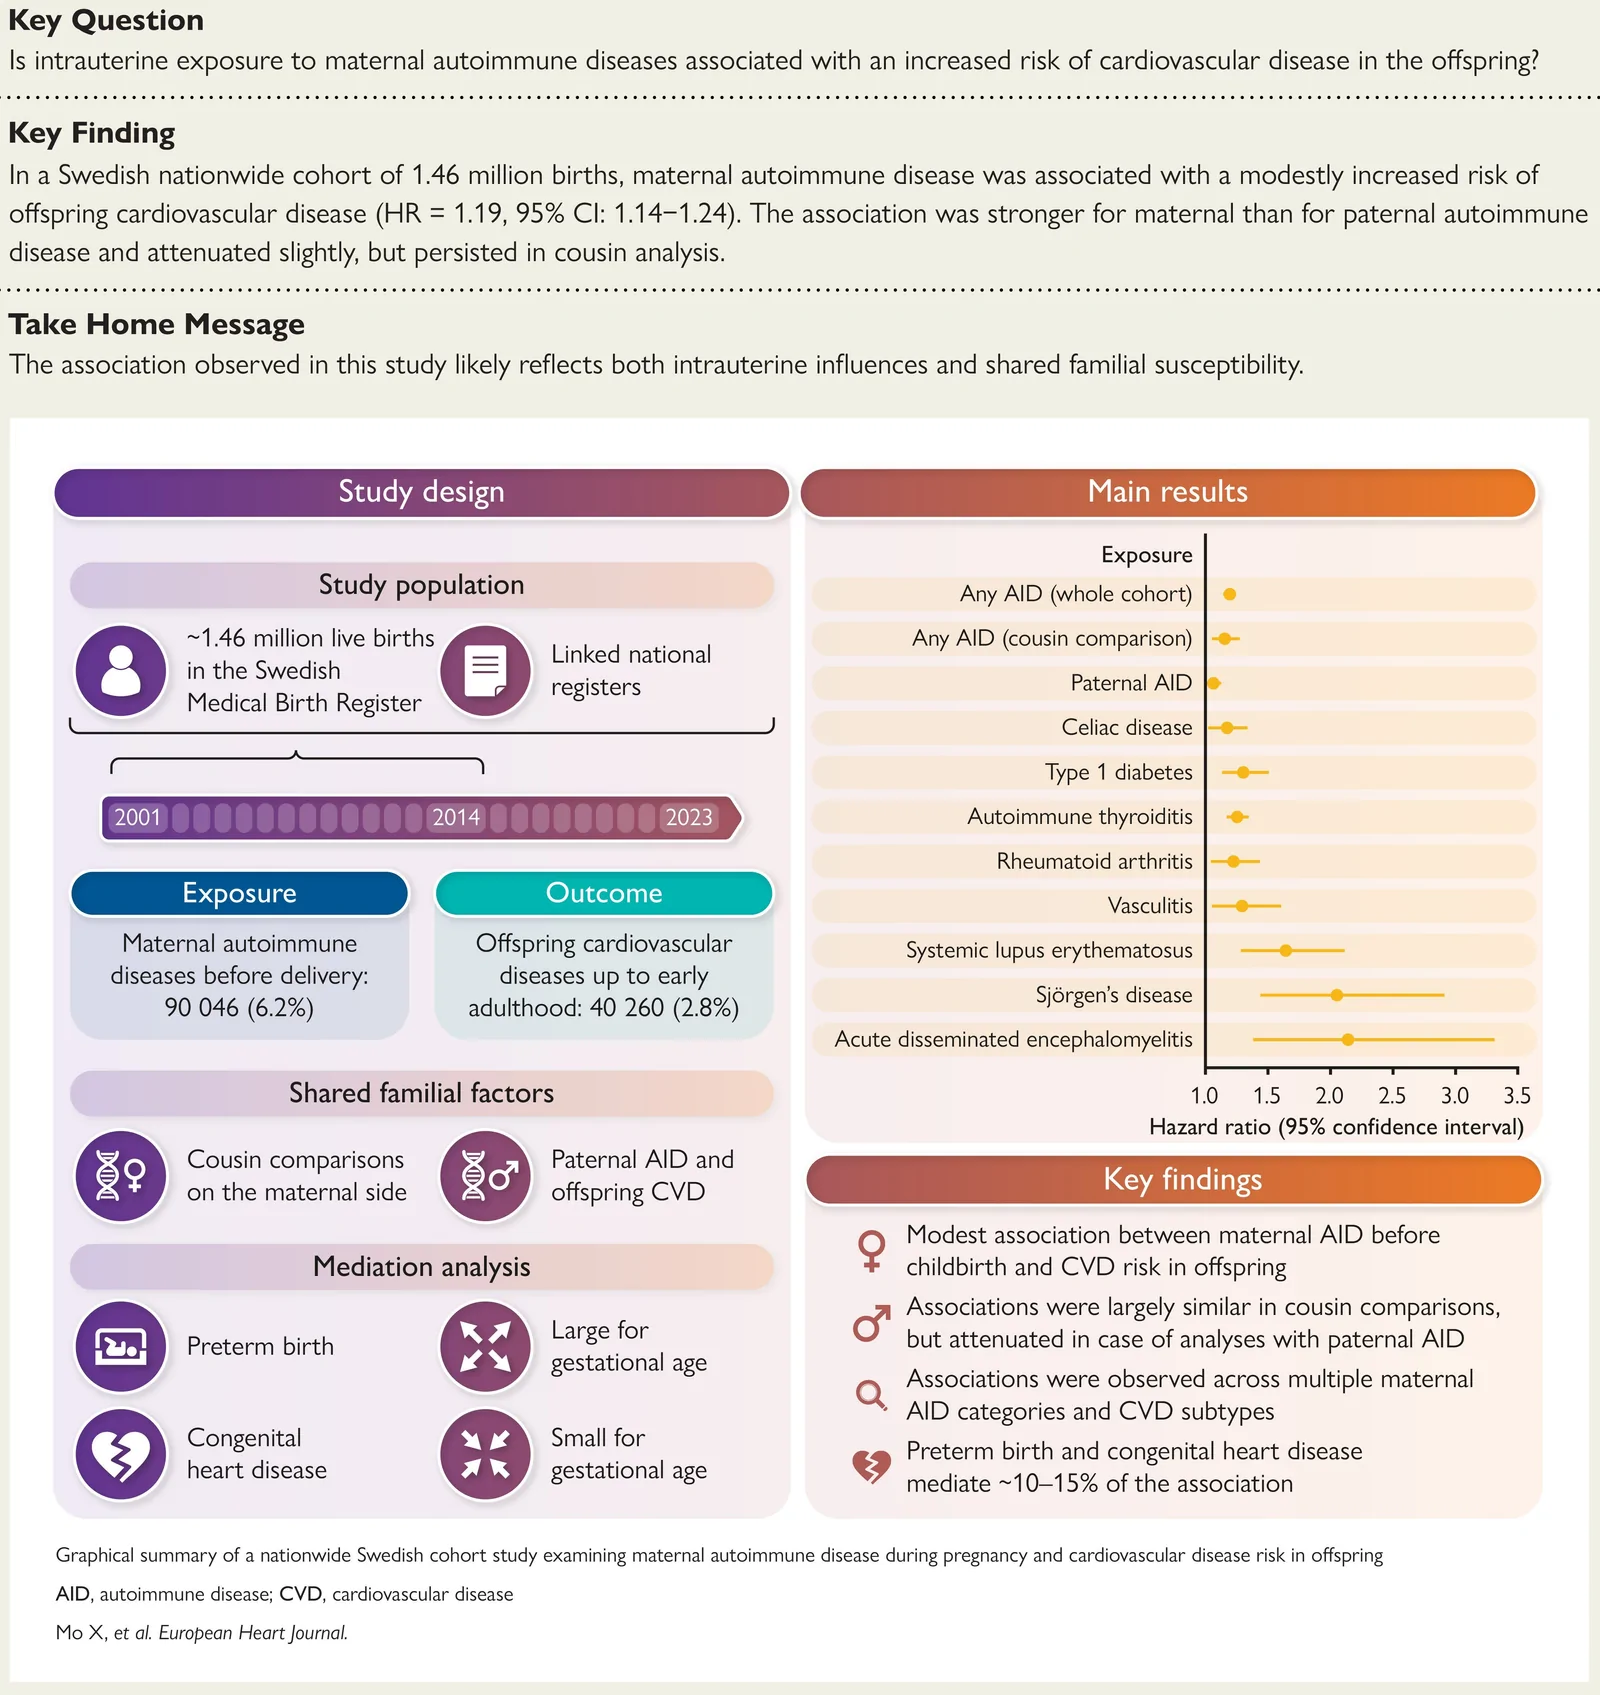 Key Question
Is intrauterine exposure to maternal autoimmune diseases associated with an increased risk of cardiovascular disease in the offspring?
Key Finding
In a Swedish nationwide cohort of 1.46 million births, maternal autoimmune disease was associated with a modestly increased risk of
offspring cardiovascular disease (HR = 1.19, 95% CI: 1.14–1.24). The association was stronger for maternal than for paternal autoimmune
disease and attenuated slightly, but persisted in cousin analysis.
Take Home Message
The association observed in this study likely reflects both intrauterine influences and shared familial susceptibility.
Study design
Study population
~1.46 million live births
in the Swedish
Medical Birth Register
Linked national
registers
2001
2014
2023
Exposure
Maternal autoimmune
diseases before delivery:
90 046 (6.2%)
Outcome
Offspring cardiovascular
diseases up to early
adulthood: 40 260 (2.8%)
Shared familial factors
Cousin comparisons
on the maternal side
Paternal AID and
offspring CVD
Mediation analysis
Preterm birth
Large for
gestational age
Congenital
heart disease
Small for
gestational age
Main results
Exposure
Any AID (whole cohort)
Any AID (cousin comparison)
Paternal AID
Celiac disease
Type 1 diabetes
Autoimmune thyroiditis
Rheumatoid arthritis
Vasculitis
Systemic lupus erythematosus
Sjörgen's disease
Acute disseminated encephalomyelitis
1.0 1.5 2.0 2.5 3.0 3.5
Hazard ratio (95% confidence interval)
Key findings
Modest association between maternal AID before
childbirth and CVD risk in offspring
Associations were largely similar in cousin comparisons,
but attenuated in case of analyses with paternal AID
Associations were observed across multiple maternal
AID categories and CVD subtypes
Preterm birth and congenital heart disease
mediate ~10–15% of the association
Graphical summary of a nationwide Swedish cohort study examining maternal autoimmune disease during pregnancy and cardiovascular disease risk in offspring
AID, autoimmune disease; CVD, cardiovascular disease
Mo X, et al. European Heart Journal.